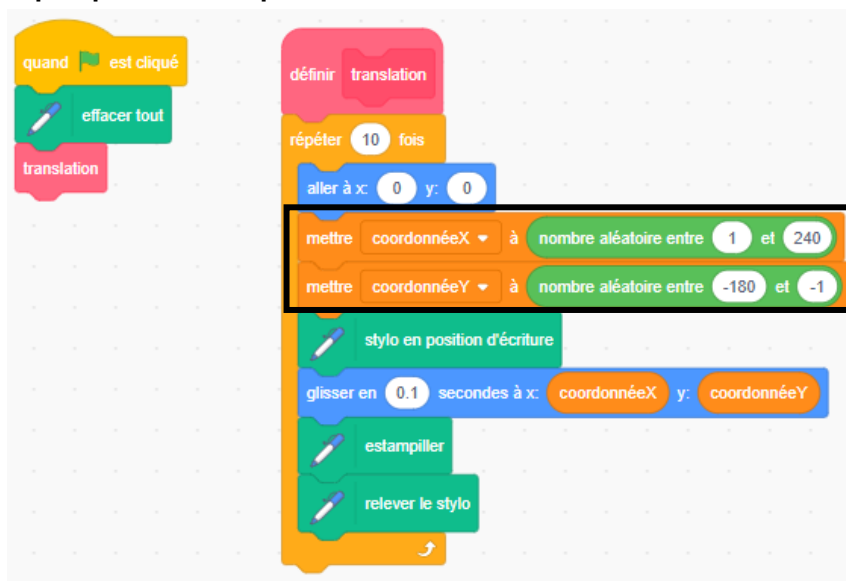 quand est cliqué
effacer tout
translation
définir translation
répéter 10 fois
aller à x: 0 y: 0
mettre coordonnéeX à nombre aléatoire entre 1 et 240
mettre coordonnéeY à nombre aléatoire entre -180 et -1
stylo en position d'écriture
glisser en 0.1 secondes à x: coordonnéeX y: coordonnéeY
estampiller
relever le stylo